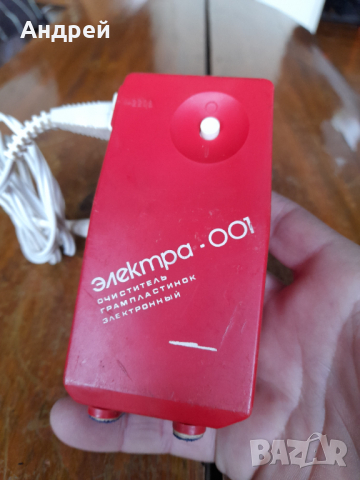 Андрей
электра-001
ОЧИСТИТЕЛЬ
ГРАМПЛАСТИНОК
ЭЛЕКТРОННЫЙ
BAZAR